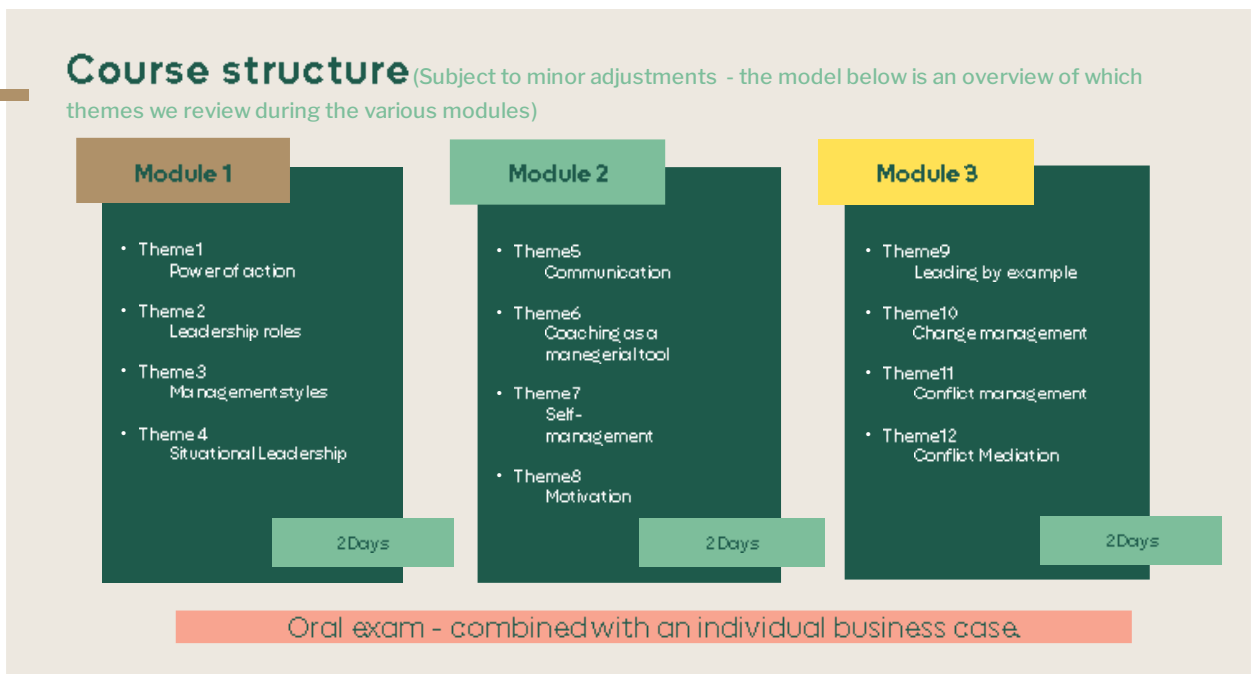 Course structure (Subject to minor adjustments - the model below is an overview of which
themes we review during the various modules)
Module 1
• Theme1
Power of action
• Theme2
Leadership roles
• Theme3
Management styles
• Theme 4
Situational Leadership
2 Days
Module 2
• Theme5
Communication
• Theme6
Coaching as a
manegerial tool
• Theme7
Self-
management
• Theme8
Motivation
2 Days
Module 3
• Theme9
Leading by example
• Theme10
Change management
• Theme11
Conflict management
• Theme12
Conflict Mediation
2 Days
Oral exam - combined with an individual business case.